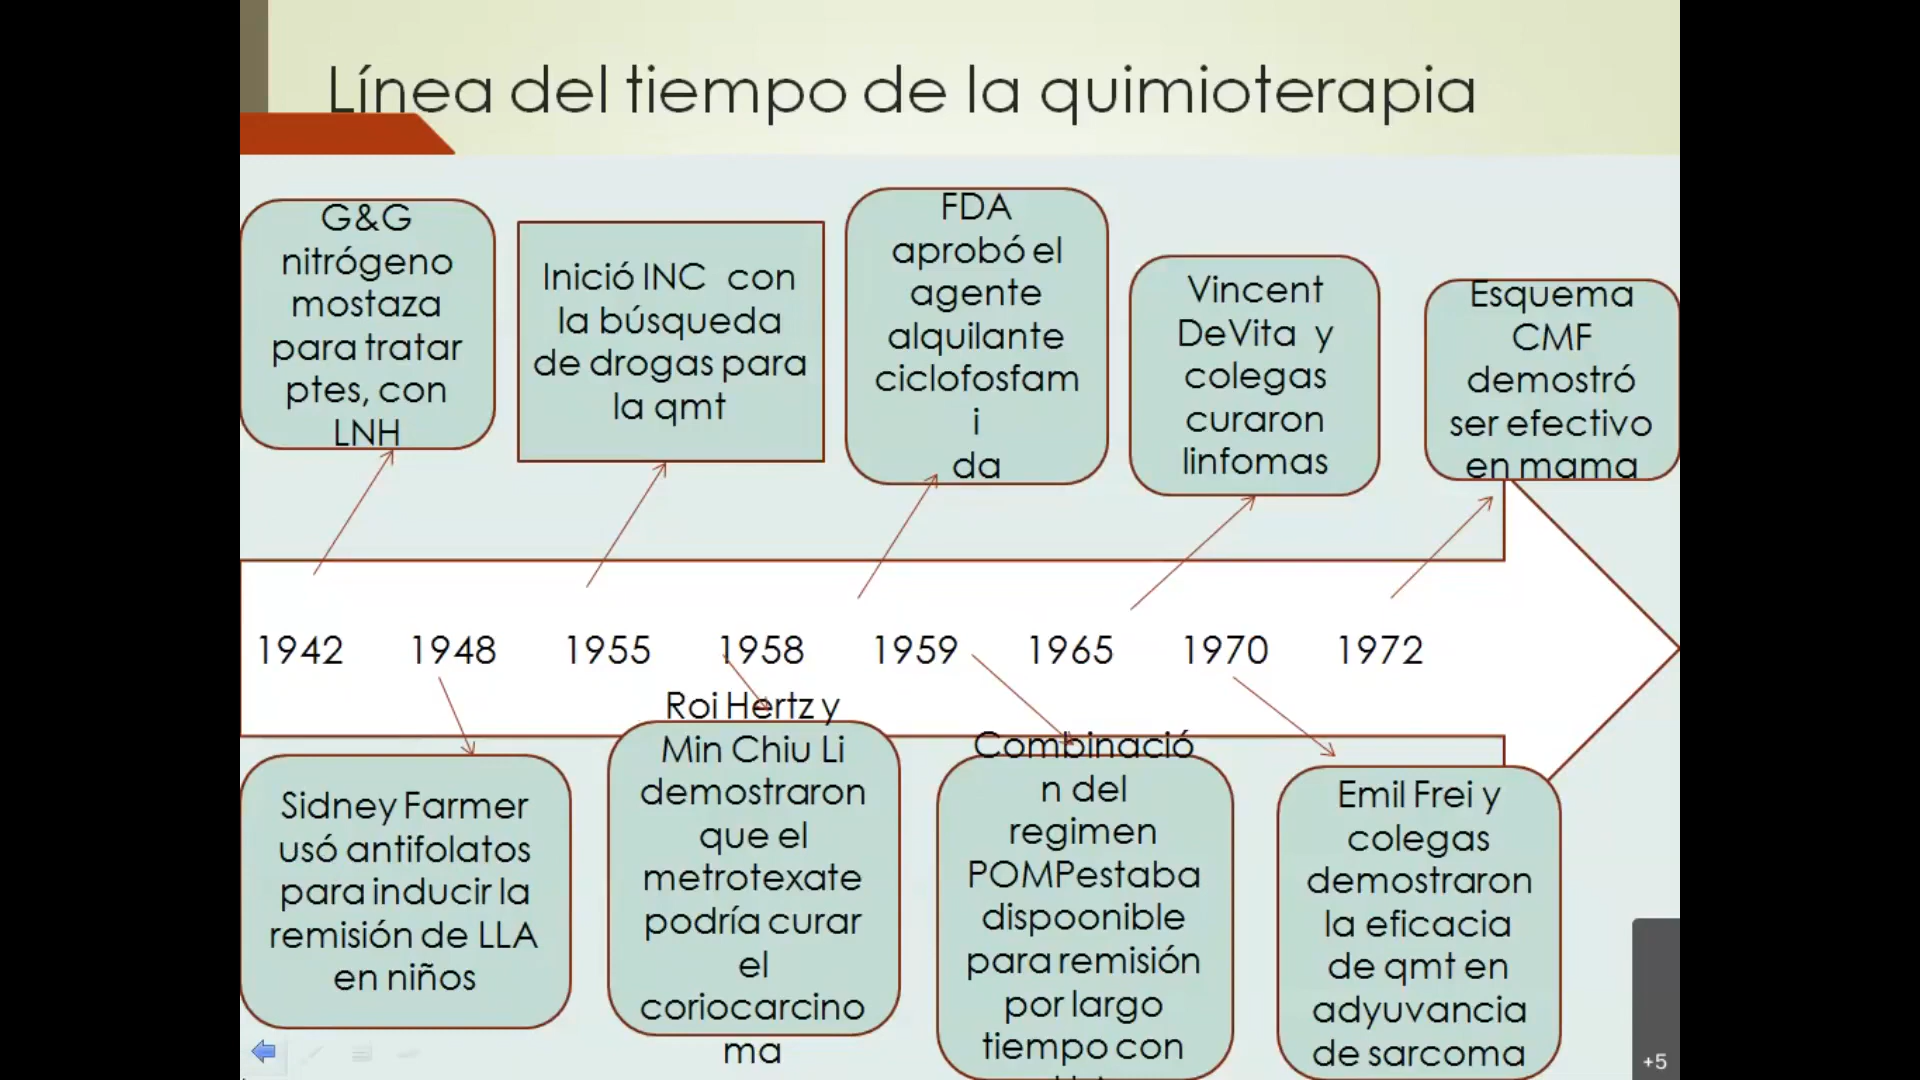 Línea del tiempo de la quimioterapia
G&G
nitrógeno
mostaza
para tratar
ptes, con
LNH
Inició INC con
la búsqueda
de drogas para
la qmt
FDA
aprobó el
agente
alquilante
ciclofosfam
i
da
Vincent
DeVita y
colegas
curaron
linfomas
Esquema
CMF
demostró
ser efectivo
en mama
1942 1948 1955 1958 1959 1965 1970 1972
Sidney Farmer
usó antifolatos
para inducir la
remisión de LLA
en niños
Roi Hertz y
Min Chiu Li
demostraron
que el
metrotexate
podría curar
el
coriocarcino
ma
Combinació
n del
regimen
POMPestaba
dispoonible
para remisión
por largo
tiempo con
Emil Frei y
colegas
demostraron
la eficacia
de qmt en
adyuvancia
de sarcoma
+5